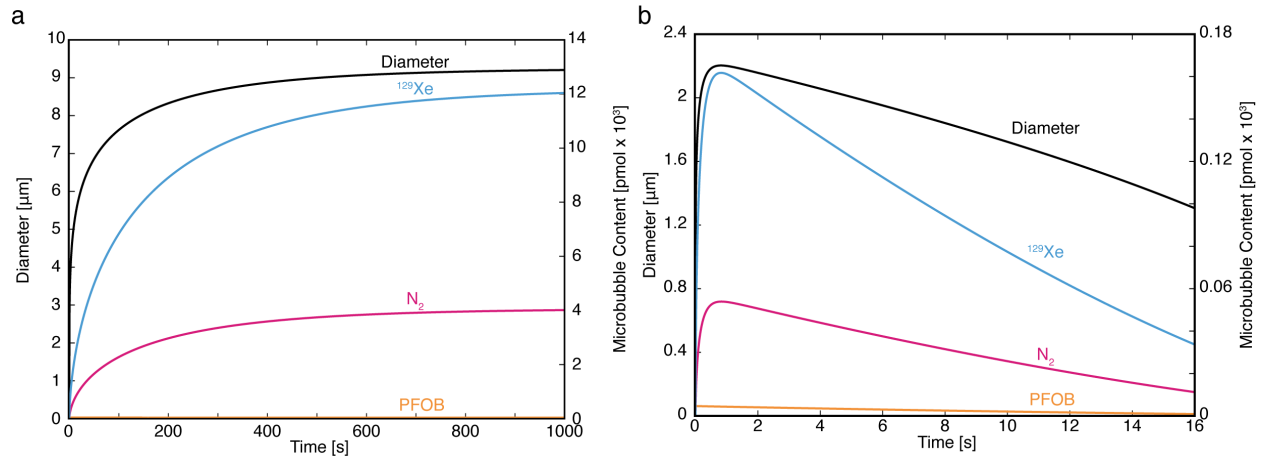 a
10
9
8
7
6
5
4
3
2
1
0
Diameter [µm]
14
12
10
8
6
4
2
0
Microbubble Content [pmol x 10³]
Diameter
¹²⁹Xe
N₂
PFOB
0 200 400 600 800 1000
Time [s]
b
2.4
2
1.6
1.2
0.8
0.4
0
Diameter [µm]
0.18
0.12
0.06
0
Microbubble Content [pmol x 10³]
Diameter
¹²⁹Xe
N₂
PFOB
0 2 4 6 8 10 12 14 16
Time [s]